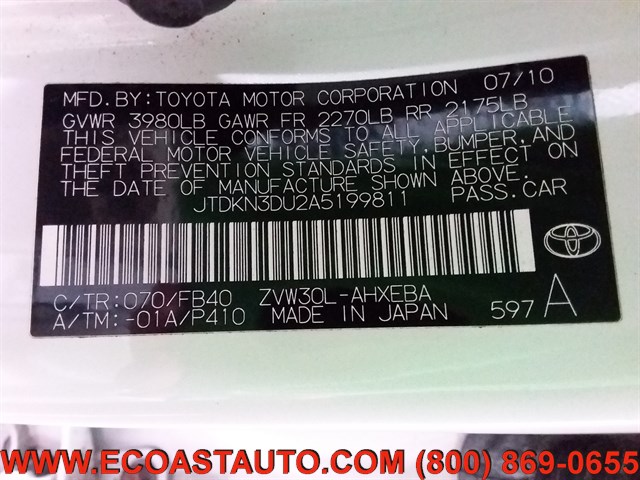 MFD.BY:TOYOTA MOTOR CORPORATION 07/10
GVWR 3980LB GAWR FR 2270LB RR 2175LB
THIS VEHICLE CONFORMS TO ALL APPLICABLE
FEDERAL MOTOR VEHICLE SAFETY,BUMPER,AND
THEFT PREVENTION STANDARDS IN EFFECT ON
THE DATE OF MANUFACTURE SHOWN ABOVE.
JTDKN3DU2A5199811 PASS.CAR
C/TR:070/FB40 ZVW30L-AHXEBA
A/TM:-01A/P410 MADE IN JAPAN 597 A
WWW.ECOASTAUTO.COM (800) 869-0655